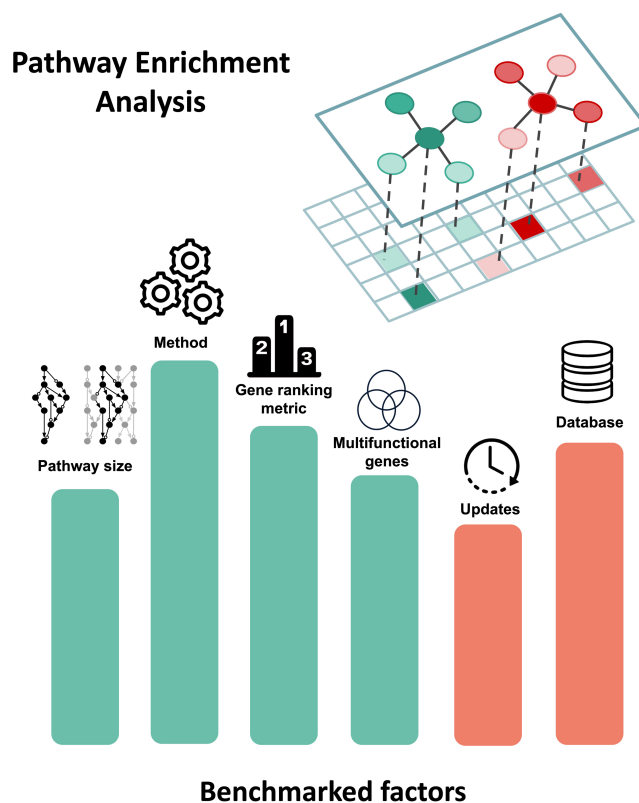 Pathway Enrichment
Analysis
Method
2 1 3
Gene ranking
metric
Pathway size
Multifunctional
genes
Updates
Database
Benchmarked factors